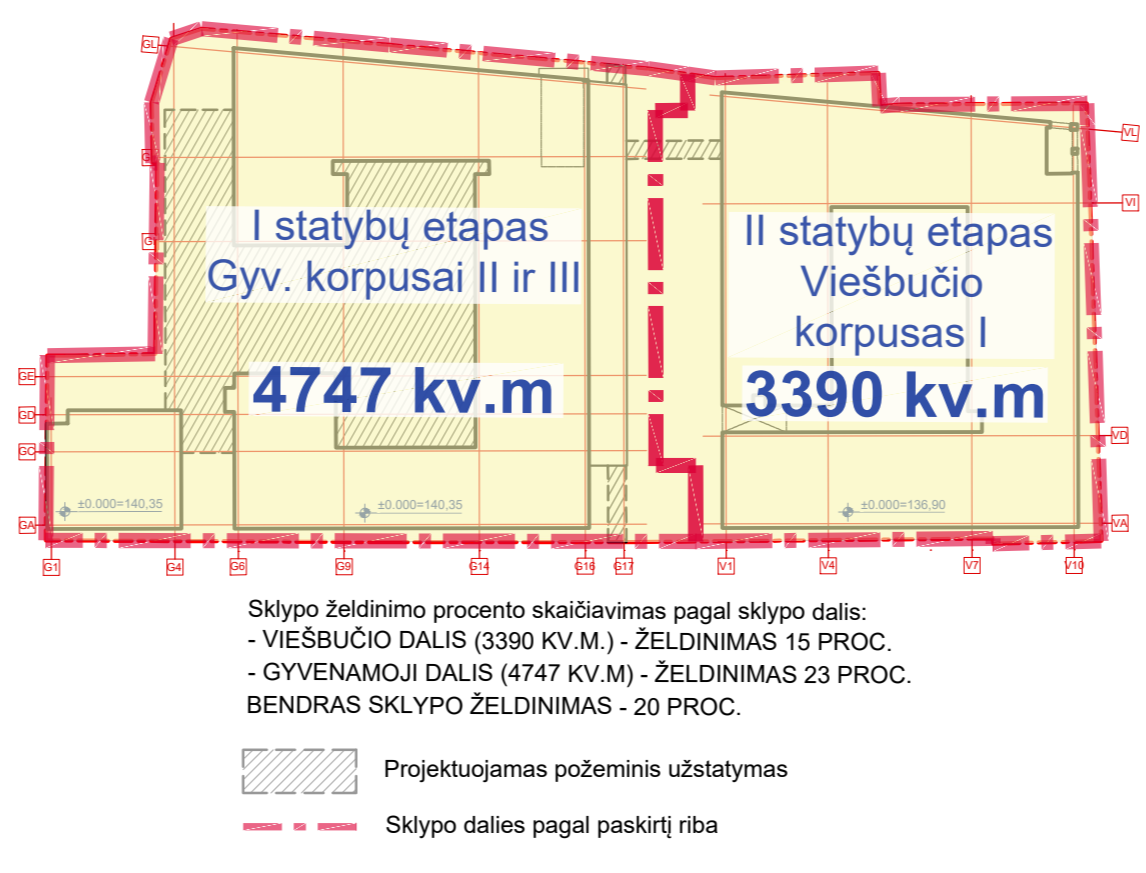 GL
G
G
GE
GD
GC
GA
VL
VI
VD
VA
I statybų etapas
Gyv. korpusai II ir III
4747 kv.m
II statybų etapas
Viešbučio
korpusas I
3390 kv.m
±0.000=140,35
±0.000=140,35
±0.000=136,90
G1
G4
G6
G9
G14
G16
G17
V1
V4
V7
V10
Sklypo želdinimo procento skaičiavimas pagal sklypo dalis:
- VIEŠBUČIO DALIS (3390 KV.M.) - ŽELDINIMAS 15 PROC.
- GYVENAMOJI DALIS (4747 KV.M) - ŽELDINIMAS 23 PROC.
BENDRAS SKLYPO ŽELDINIMAS - 20 PROC.
Projektuojamas požeminis užstatymas
Sklypo dalies pagal paskirtį riba